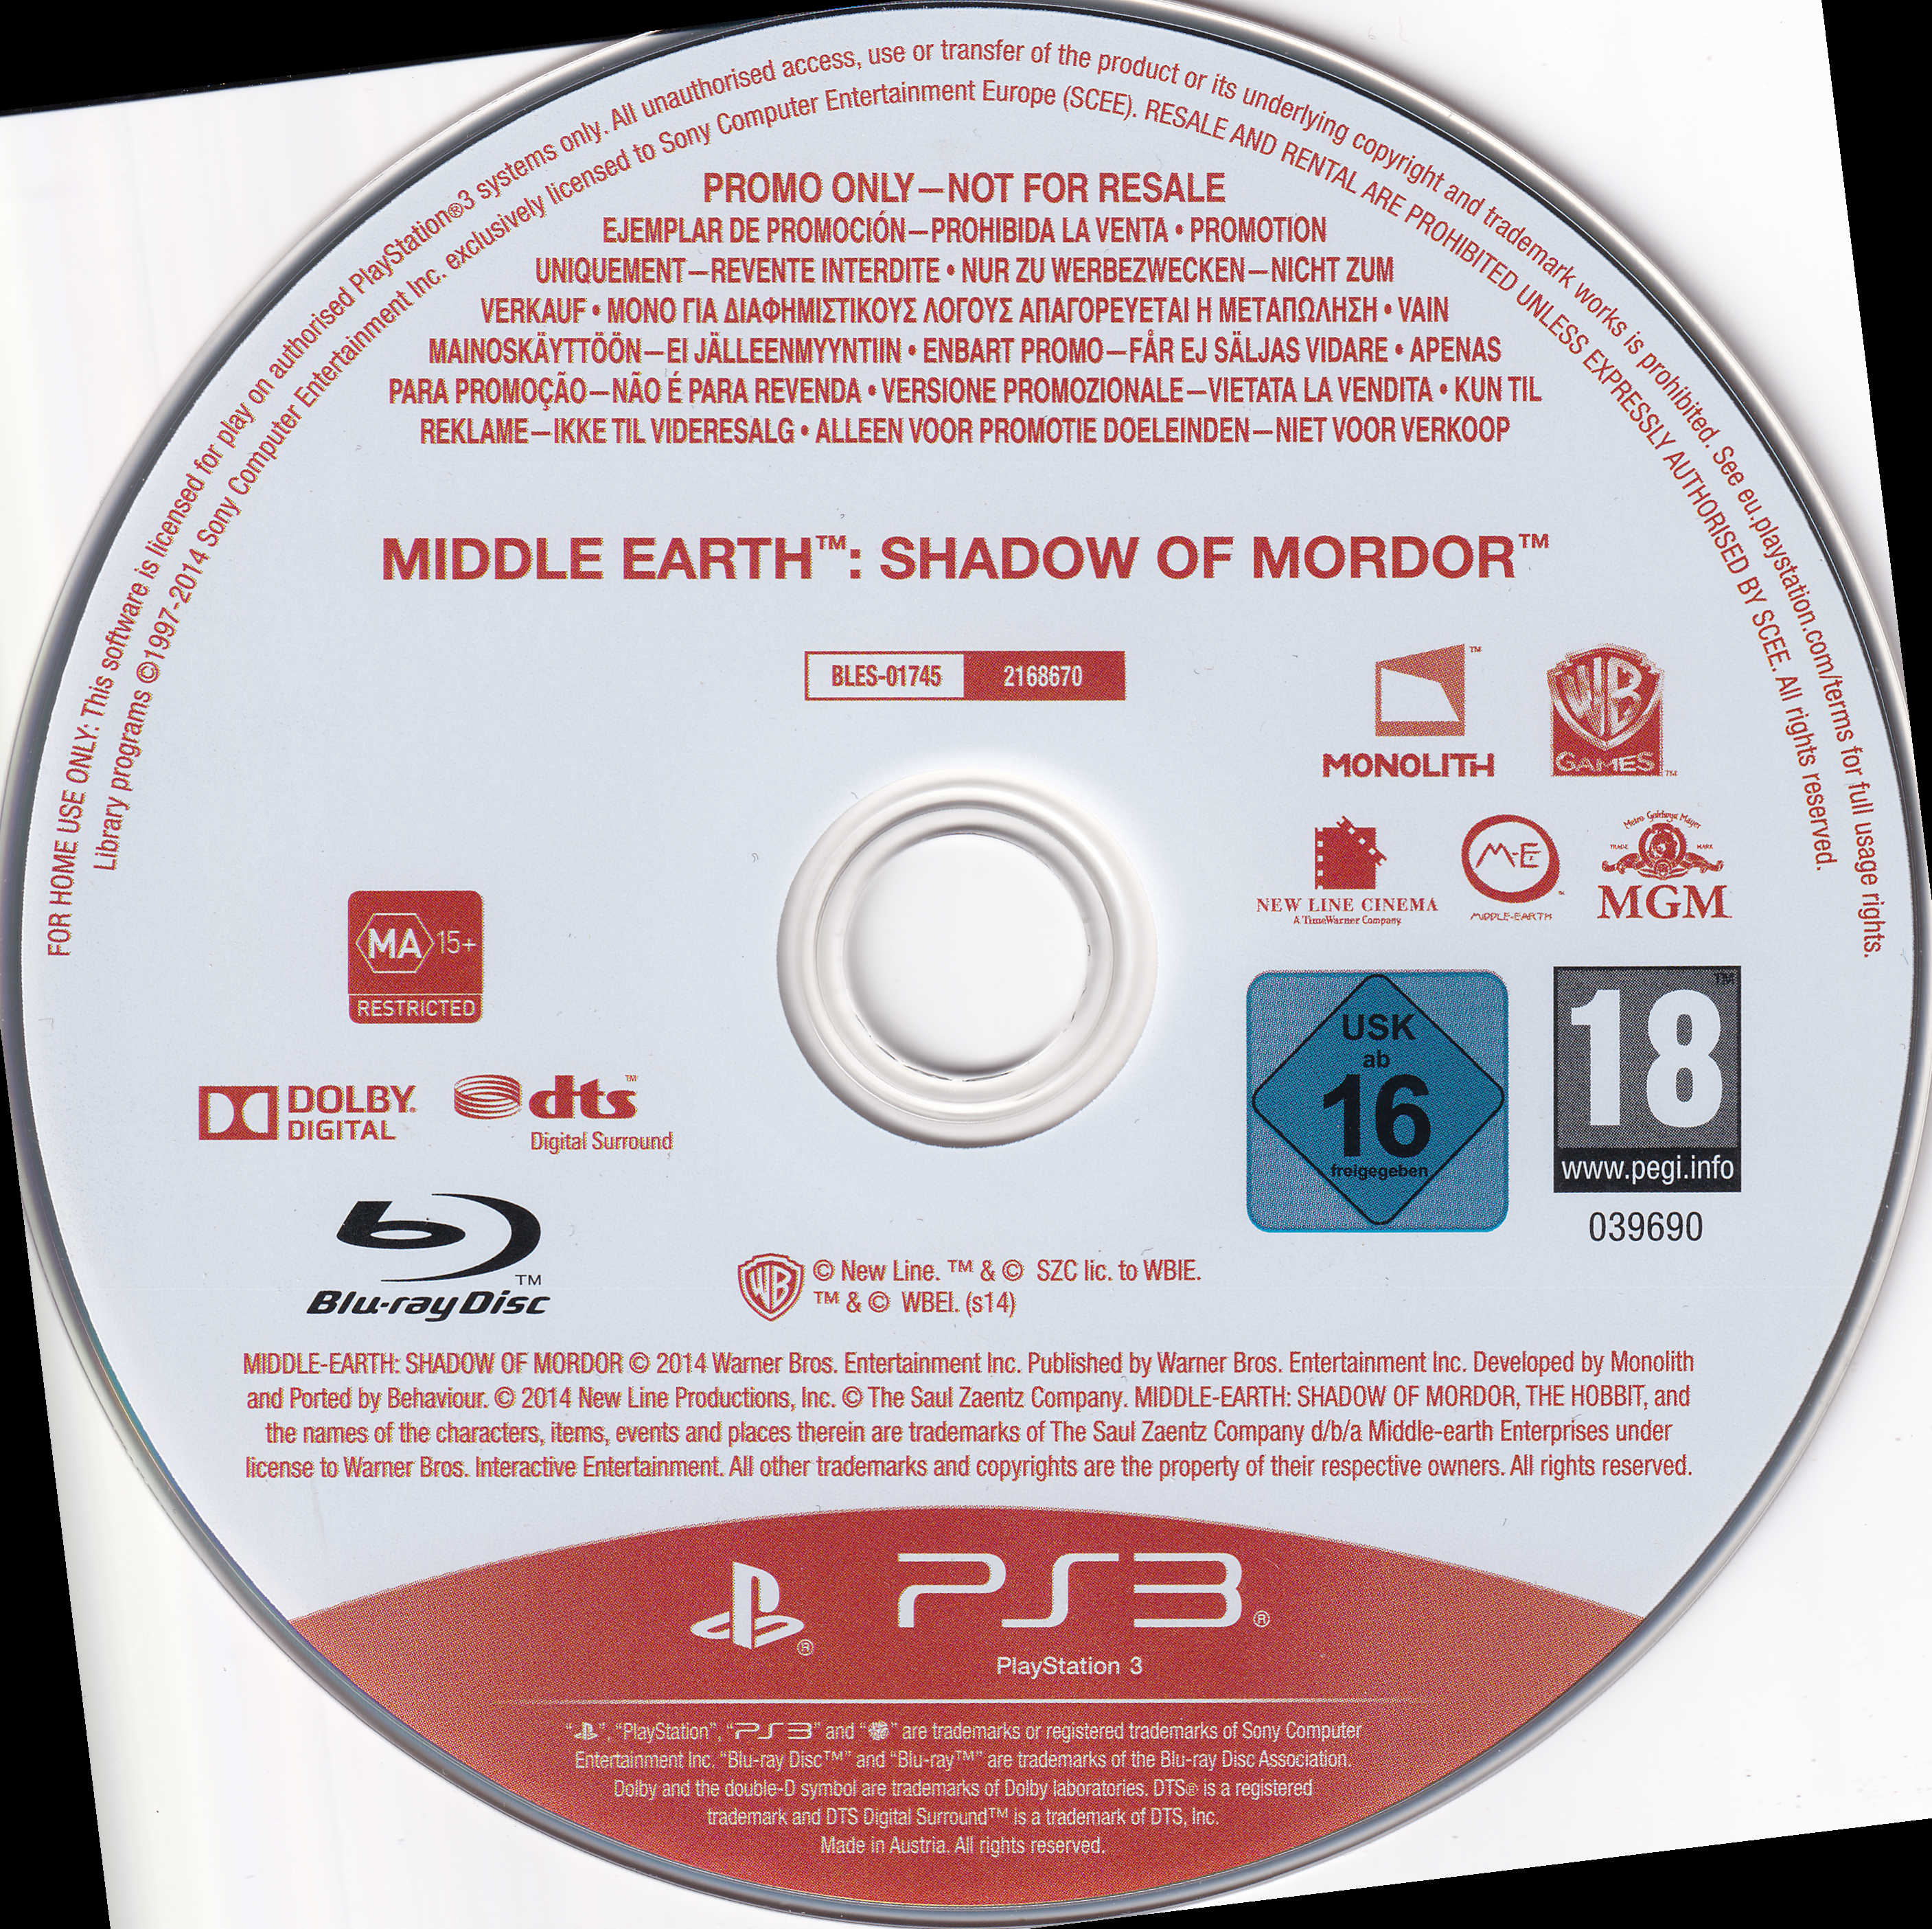 FOR HOME USE ONLY: This software is licensed for play on authorised PlayStation®3 systems only. All unauthorised access, use or transfer of the product or its underlying copyright and trademark works is prohibited. See eu.playstation.com/terms for full usage rights.
Library programs ©1997-2014 Sony Computer Entertainment Inc. exclusively licensed to Sony Computer Entertainment Europe (SCEE). RESALE AND RENTAL ARE PROHIBITED UNLESS EXPRESSLY AUTHORISED BY SCEE. All rights reserved.
PROMO ONLY—NOT FOR RESALE
EJEMPLAR DE PROMOCIÓN—PROHIBIDA LA VENTA • PROMOTION
UNIQUEMENT—REVENTE INTERDITE • NUR ZU WERBEZWECKEN—NICHT ZUM
VERKAUF • ΜΟΝΟ ΓΙΑ ΔΙΑΦΗΜΙΣΤΙΚΟΥΣ ΛΟΓΟΥΣ ΑΠΑΓΟΡΕΥΕΤΑΙ Η ΜΕΤΑΠΩΛΗΣΗ • VAIN
MAINOSKÄYTTÖÖN—EI JÄLLEENMYYNTIIN • ENBART PROMO—FÅR EJ SÄLJAS VIDARE • APENAS
PARA PROMOÇÃO—NÃO É PARA REVENDA • VERSIONE PROMOZIONALE—VIETATA LA VENDITA • KUN TIL
REKLAME—IKKE TIL VIDERESALG • ALLEEN VOOR PROMOTIE DOELEINDEN—NIET VOOR VERKOOP
MIDDLE EARTH™: SHADOW OF MORDOR™
BLES-01745 2168670
™
MONOLITH
WB
GAMES™
NEW LINE CINEMA
A TimeWarner Company
M-E
MIDDLE-EARTH™
Metro Goldwyn Mayer
TRADE MARK
MGM
MA 15+
RESTRICTED
USK
ab
16
freigegeben
18™
www.pegi.info
039690
DOLBY®
DIGITAL
dts™
Digital Surround
Blu-ray Disc™
WB
© New Line. ™ & © SZC lic. to WBIE.
™ & © WBEI. (s14)
MIDDLE-EARTH: SHADOW OF MORDOR © 2014 Warner Bros. Entertainment Inc. Published by Warner Bros. Entertainment Inc. Developed by Monolith
and Ported by Behaviour. © 2014 New Line Productions, Inc. © The Saul Zaentz Company. MIDDLE-EARTH: SHADOW OF MORDOR, THE HOBBIT, and
the names of the characters, items, events and places therein are trademarks of The Saul Zaentz Company d/b/a Middle-earth Enterprises under
license to Warner Bros. Interactive Entertainment. All other trademarks and copyrights are the property of their respective owners. All rights reserved.
® PS3®
PlayStation 3
“ ”, “PlayStation”, “PS3” and “ ” are trademarks or registered trademarks of Sony Computer
Entertainment Inc. “Blu-ray Disc™” and “Blu-ray™” are trademarks of the Blu-ray Disc Association.
Dolby and the double-D symbol are trademarks of Dolby laboratories. DTS® is a registered
trademark and DTS Digital Surround™ is a trademark of DTS, Inc.
Made in Austria. All rights reserved.